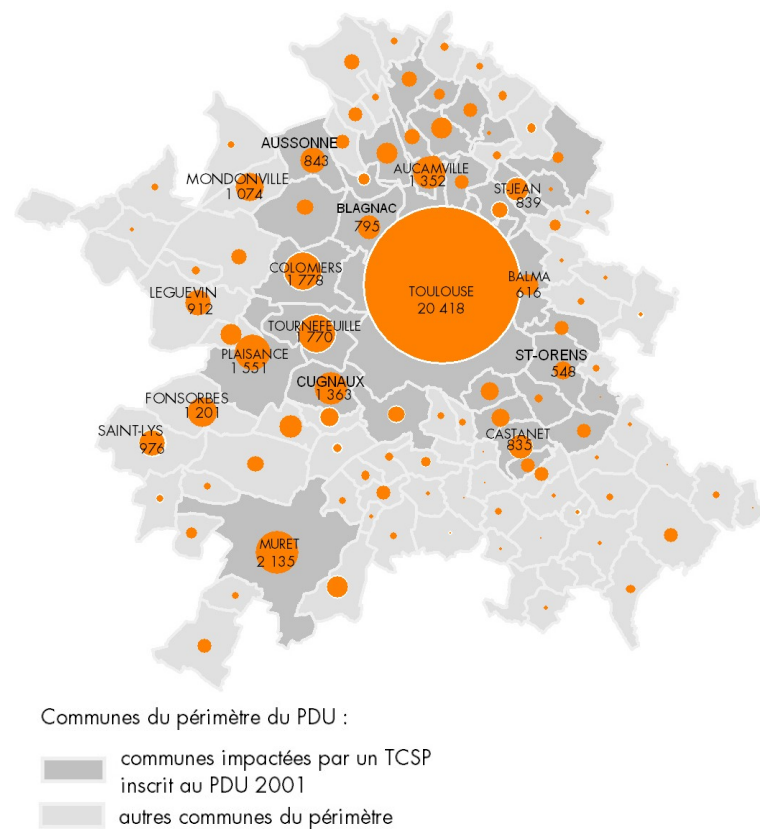 AUSSONNE
843
AUCAMVILLE
1 352
MONDONVILLE
1 074
ST-JEAN
839
BLAGNAC
795
COLOMIERS
1 778
BALMA
616
LEGUEVIN
912
TOULOUSE
20 418
TOURNEFEUILLE
1 770
PLAISANCE
1 551
ST-ORENS
548
CUGNAUX
1 363
FONSORBES
1 201
SAINT-LYS
976
CASTANET
835
MURET
2 135
Communes du périmètre du PDU :
communes impactées par un TCSP
inscrit au PDU 2001
autres communes du périmètre